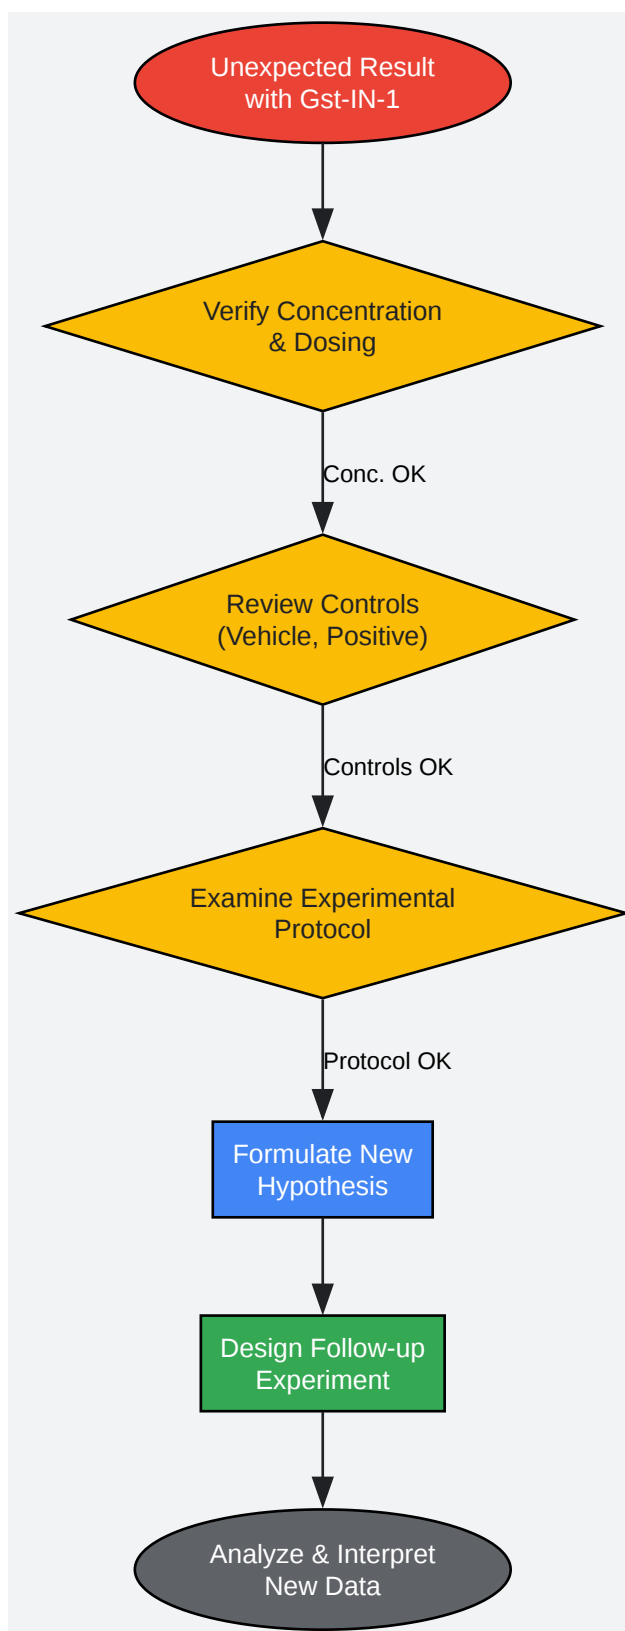 Unexpected Result
with Gst-IN-1
Verify Concentration
& Dosing
Conc. OK
Review Controls
(Vehicle, Positive)
Controls OK
Examine Experimental
Protocol
Protocol OK
Formulate New
Hypothesis
Design Follow-up
Experiment
Analyze & Interpret
New Data